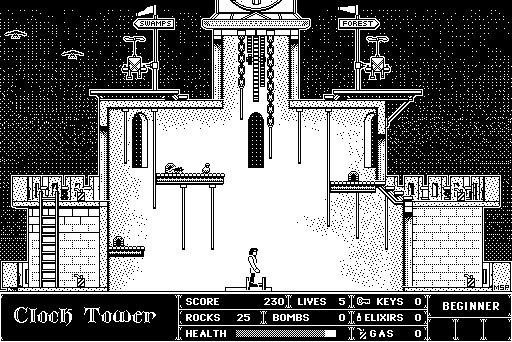 SWAMPS
FOREST
MSA
Clock Tower
SCORE 230
LIVES 5
KEYS 0
ROCKS 25
BOMBS 0
ELIXIRS 0
HEALTH
GAS 0
BEGINNER